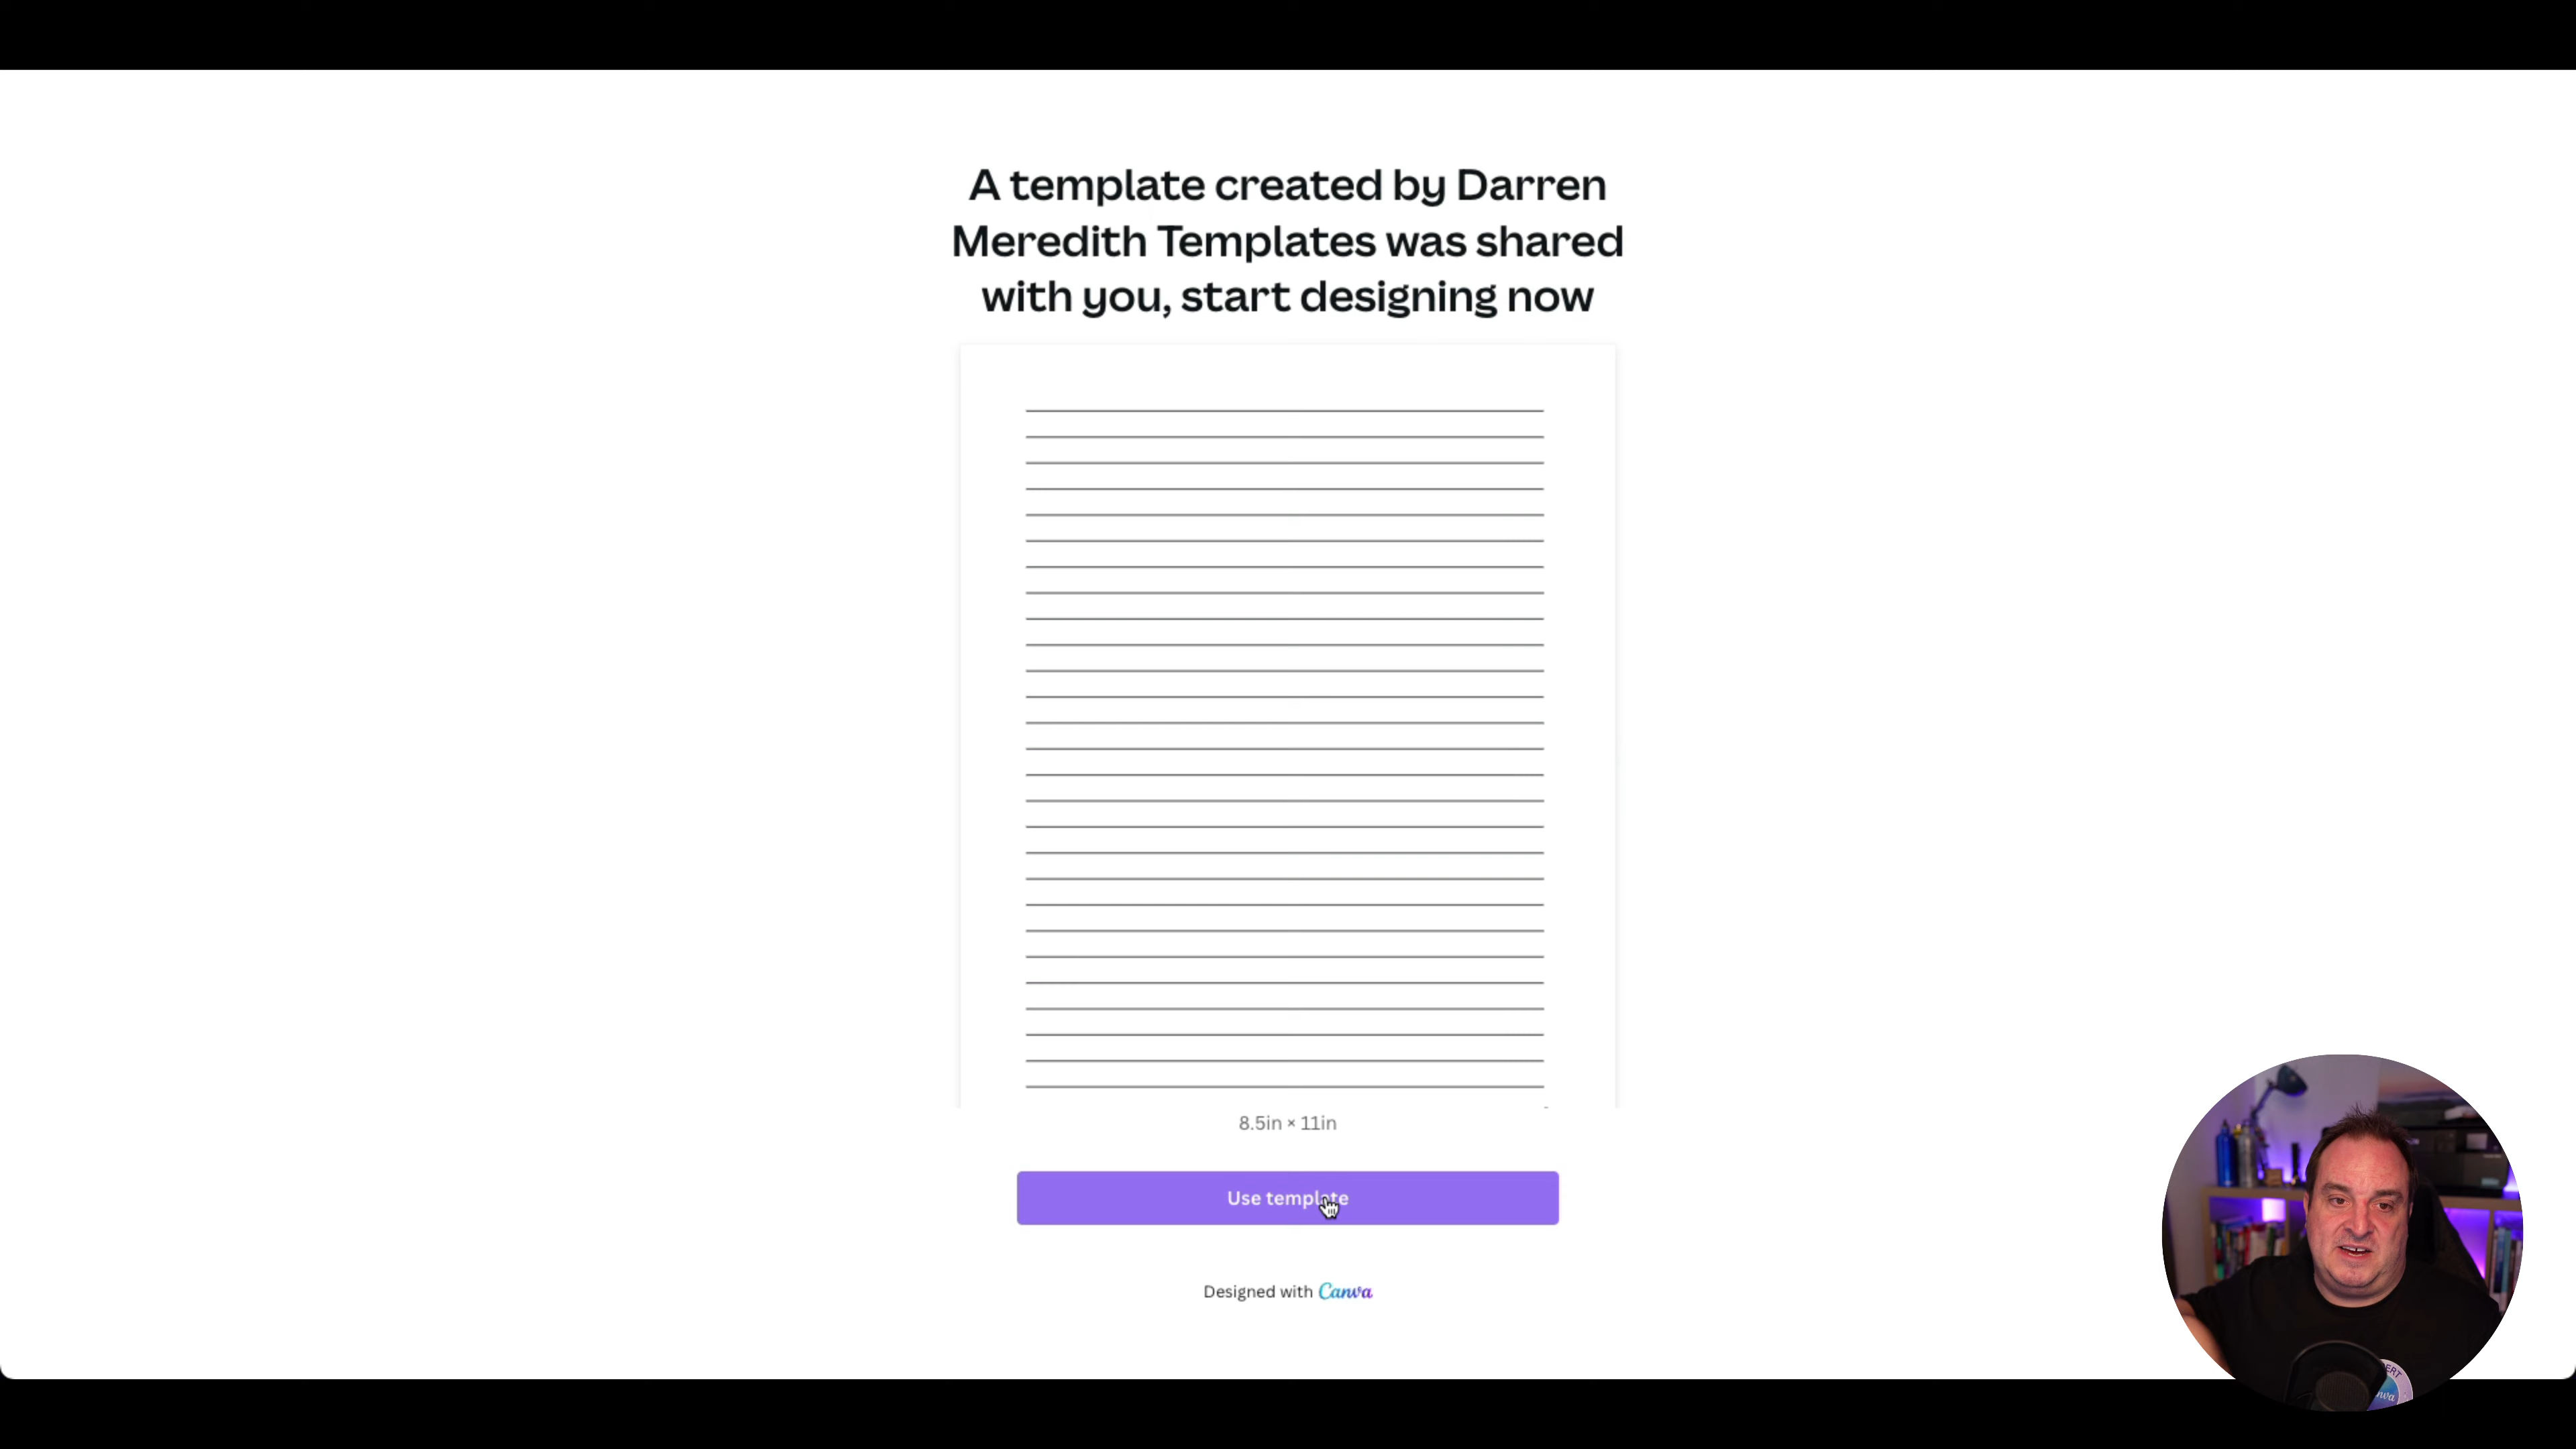 A template created by Darren
Meredith Templates was shared
with you, start designing now
8.5in × 11in
Use template
Designed with Canva